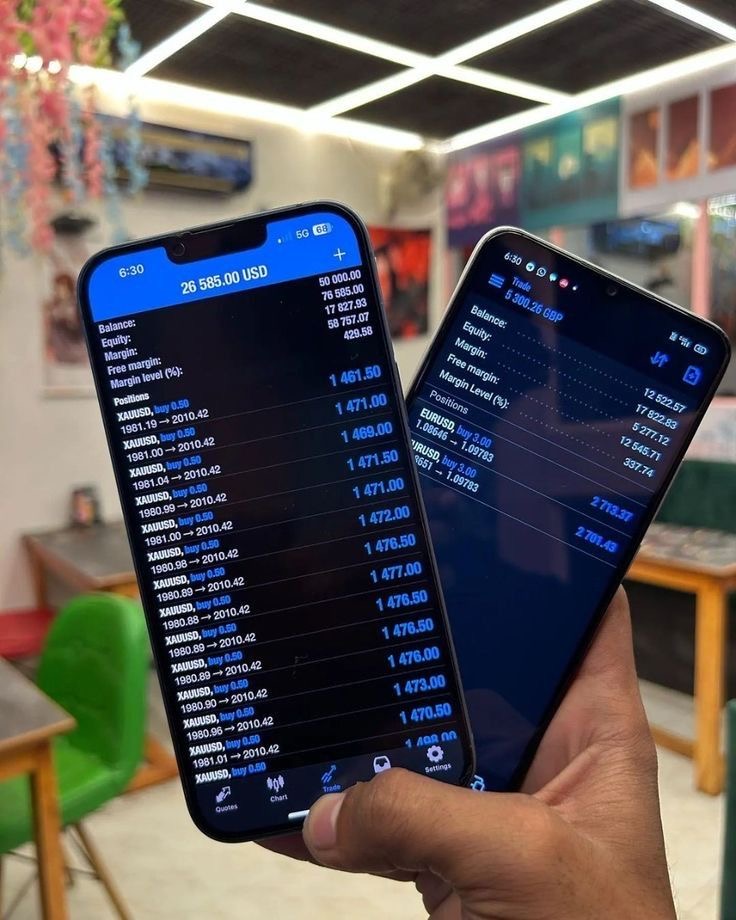 6:30
5G 68
26 585.00 USD
Balance: 50 000.00
Equity: 76 585.00
Margin: 17 827.93
Free margin: 58 757.07
Margin level (%): 429.58
Positions
XAUUSD, buy 0.50 1 461.50
1981.19 → 2010.42
XAUUSD, buy 0.50 1 471.00
1981.00 → 2010.42
XAUUSD, buy 0.50 1 469.00
1981.04 → 2010.42
XAUUSD, buy 0.50 1 471.50
1980.99 → 2010.42
XAUUSD, buy 0.50 1 471.00
1981.00 → 2010.42
XAUUSD, buy 0.50 1 472.00
1980.98 → 2010.42
XAUUSD, buy 0.50 1 476.50
1980.89 → 2010.42
XAUUSD, buy 0.50 1 477.00
1980.88 → 2010.42
XAUUSD, buy 0.50 1 476.50
1980.89 → 2010.42
XAUUSD, buy 0.50 1 476.50
1980.89 → 2010.42
XAUUSD, buy 0.50 1 476.00
1980.90 → 2010.42
XAUUSD, buy 0.50 1 473.00
1980.96 → 2010.42
XAUUSD, buy 0.50 1 470.50
1981.01 → 2010.42
XAUUSD, buy 0.50
Quotes Chart Trade Settings
6:30
Trade
5 300.26 GBP
Balance: 12 522.57
Equity: 17 822.83
Margin: 5 277.12
Free margin: 12 545.71
Margin Level (%): 337.74
Positions
EURUSD, buy 3.00 2 713.37
1.08646 → 1.09783
URUSD, buy 3.00 2 701.43
8651 → 1.09783